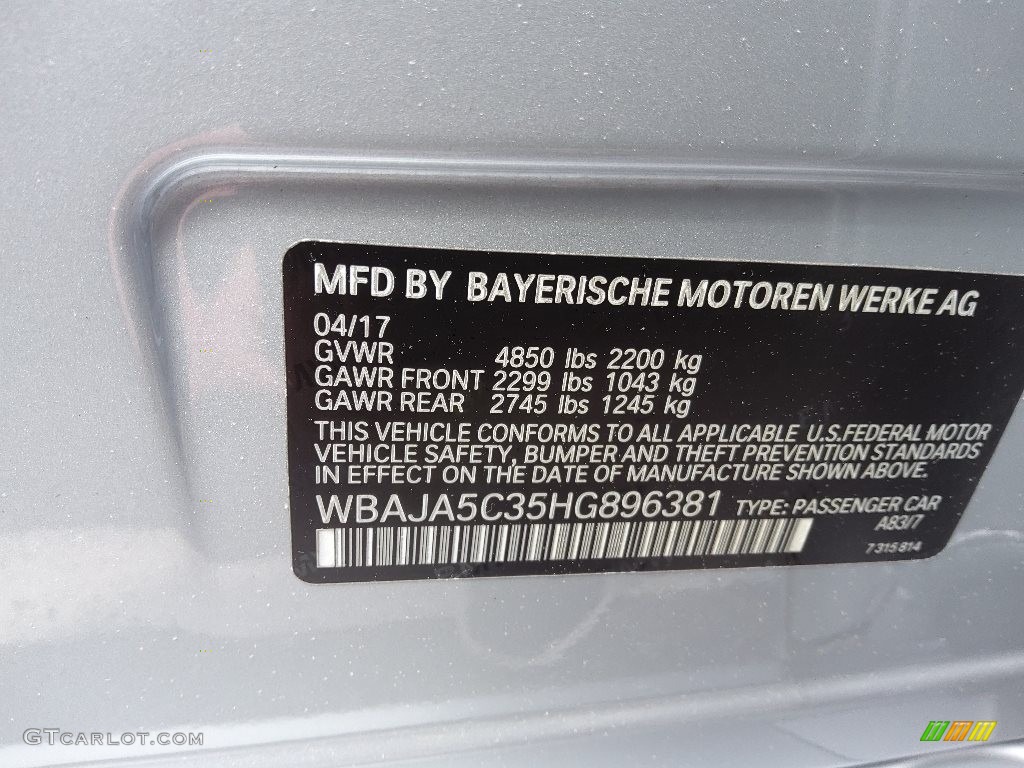 MFD BY BAYERISCHE MOTOREN WERKE AG
04/17
GVWR 4850 lbs 2200 kg
GAWR FRONT 2299 lbs 1043 kg
GAWR REAR 2745 lbs 1245 kg
THIS VEHICLE CONFORMS TO ALL APPLICABLE U.S.FEDERAL MOTOR
VEHICLE SAFETY, BUMPER AND THEFT PREVENTION STANDARDS
IN EFFECT ON THE DATE OF MANUFACTURE SHOWN ABOVE.
WBAJA5C35HG896381 TYPE: PASSENGER CAR
A83/7
7 315 814
GTCARLOT.COM